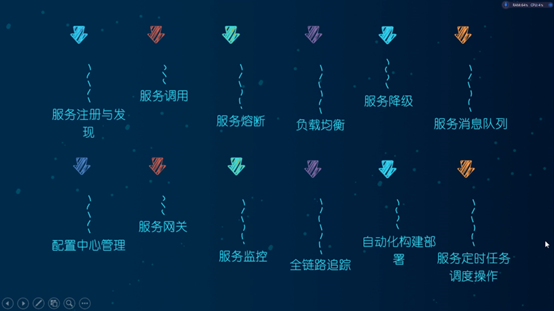 服务注册与发
现
服务调用
服务熔断
负载均衡
服务降级
服务消息队列
配置中心管理
服务网关
服务监控
全链路追踪
自动化构建部
署
服务定时任务
调度操作